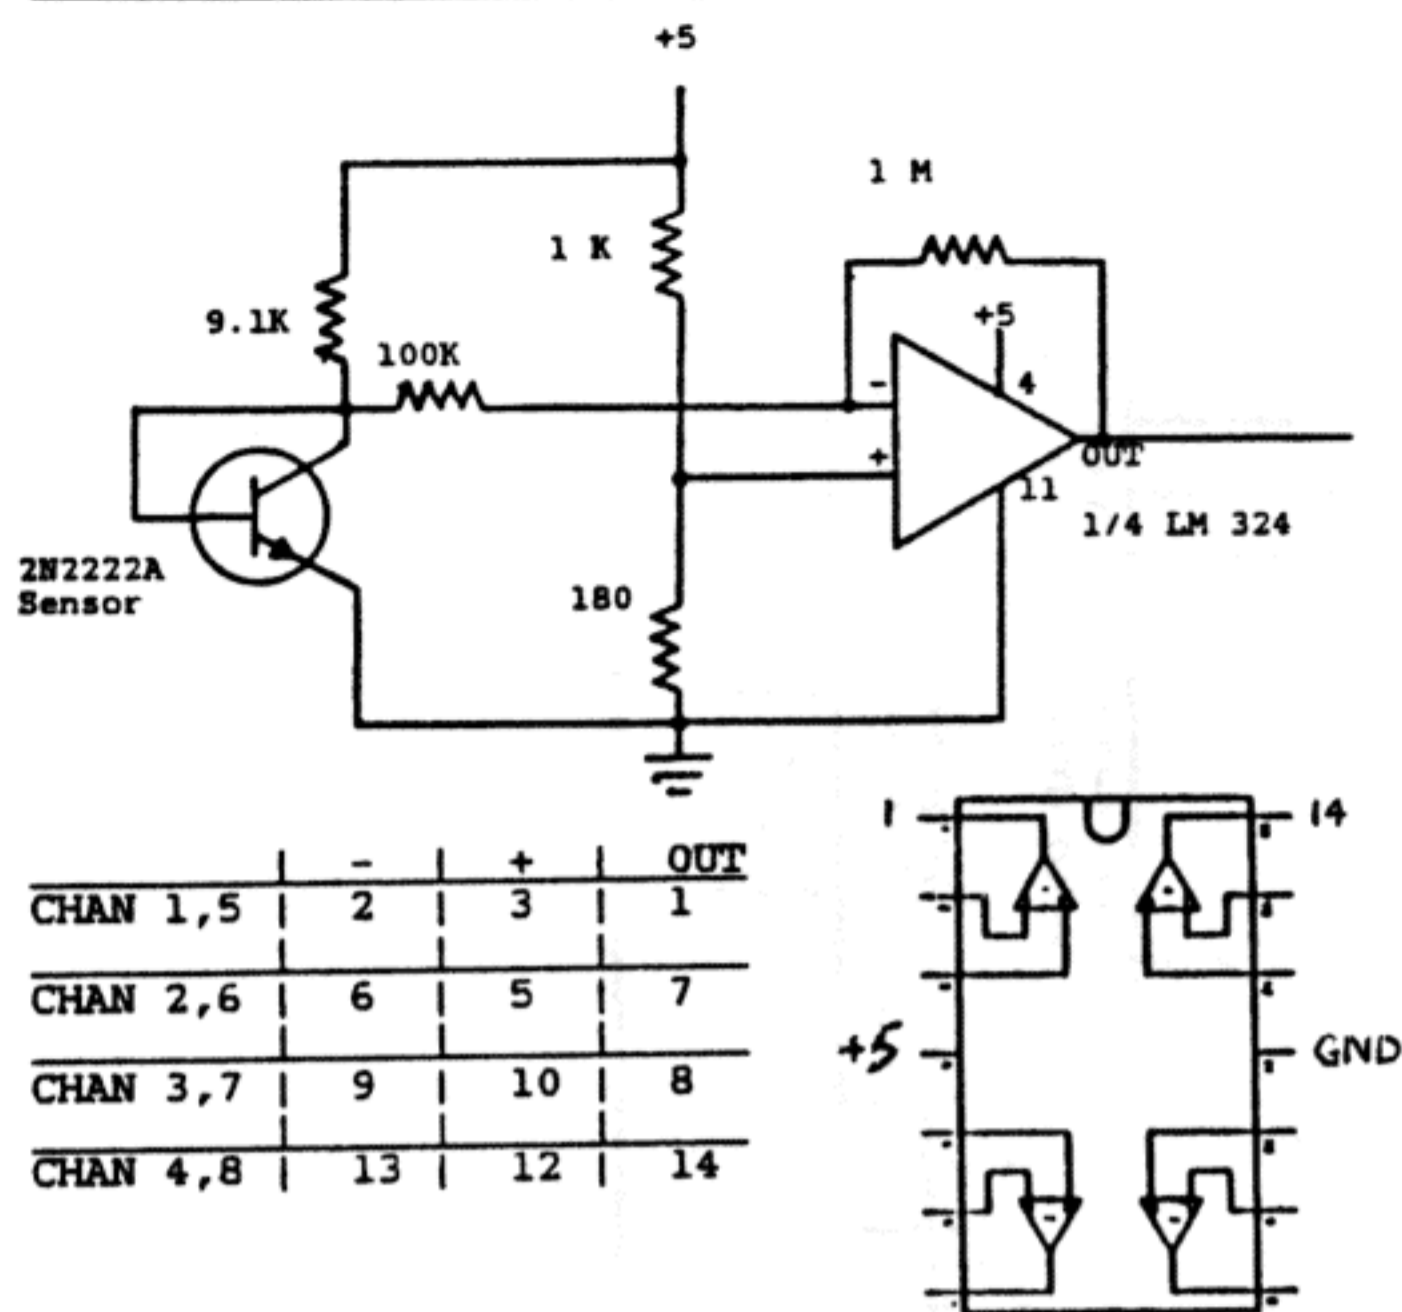 +5
1 M
1 K
+5
9.1K
100K
-
4
+
OUT
11
1/4 LM 324
2N2222A
Sensor
180
1 14
- + OUT
CHAN 1,5 2 3 1
CHAN 2,6 6 5 7
+5 GND
CHAN 3,7 9 10 8
CHAN 4,8 13 12 14